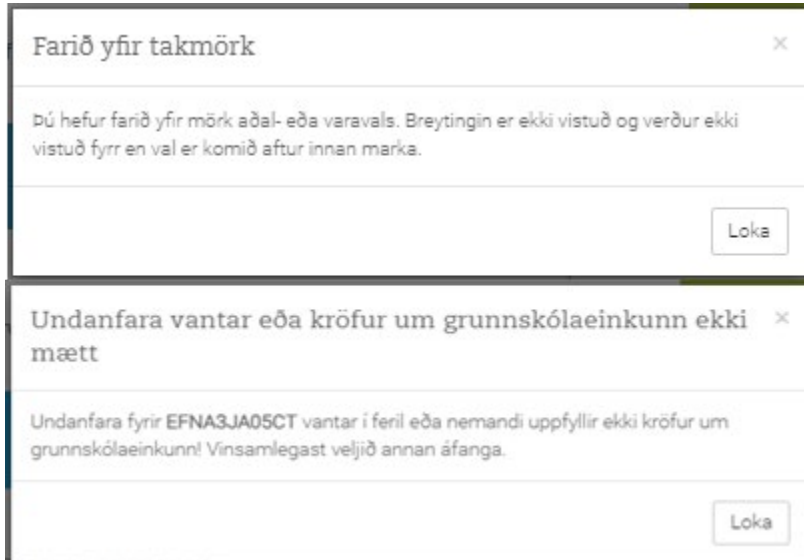 Farið yfir takmörk
×
Þú hefur farið yfir mörk aðal- eða varavals. Breytingin er ekki vistuð og verður ekki
vistuð fyrr en val er komið aftur innan marka.
Loka
Undanfara vantar eða kröfur um grunnskólaeinkunn ekki
×
mætt
Undanfara fyrir EFNA3JA05CT vantar í feril eða nemandi uppfyllir ekki kröfur um
grunnskólaeinkunn! Vinsamlegast veljið annan áfanga.
Loka